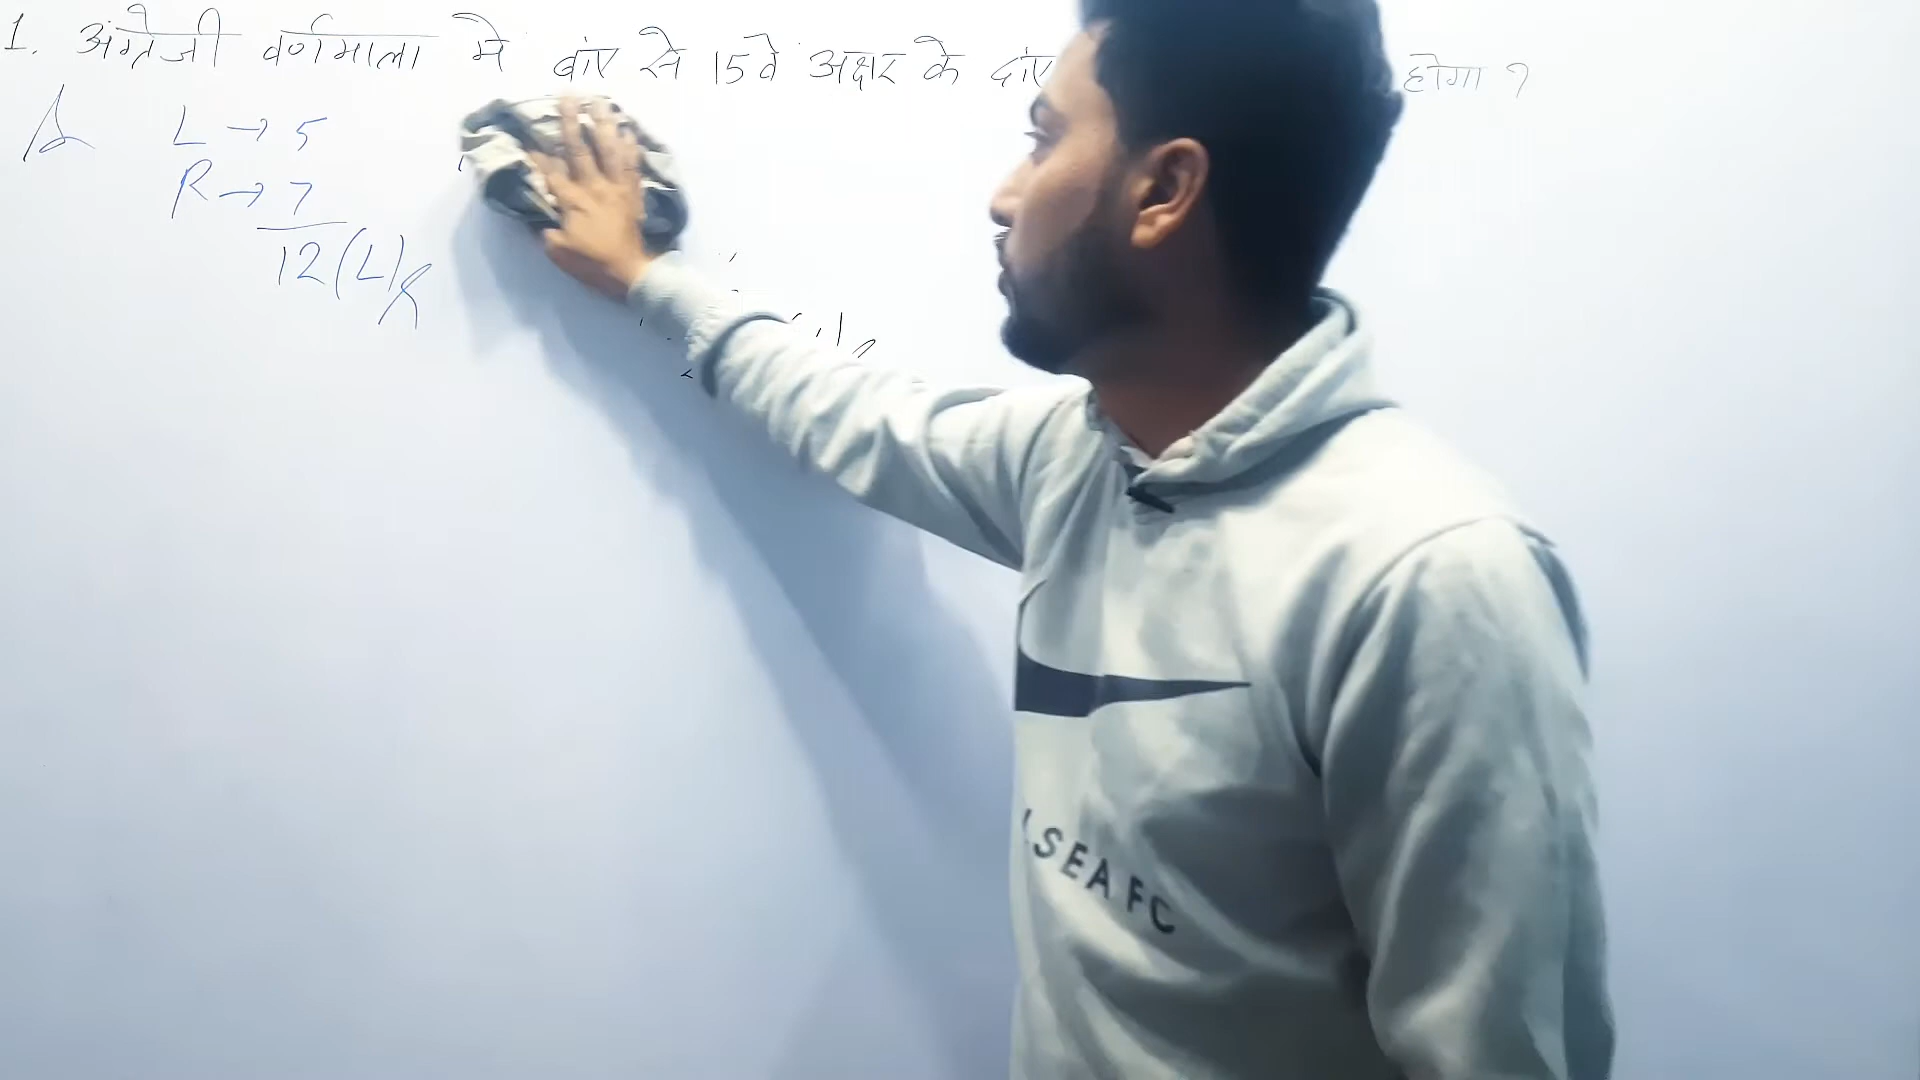 1. अंग्रेजी वर्णमाला मे बांए से 15वे अक्षर के दांए होगा ?
L → 5
R → 7
12 (L)
.SEA FC